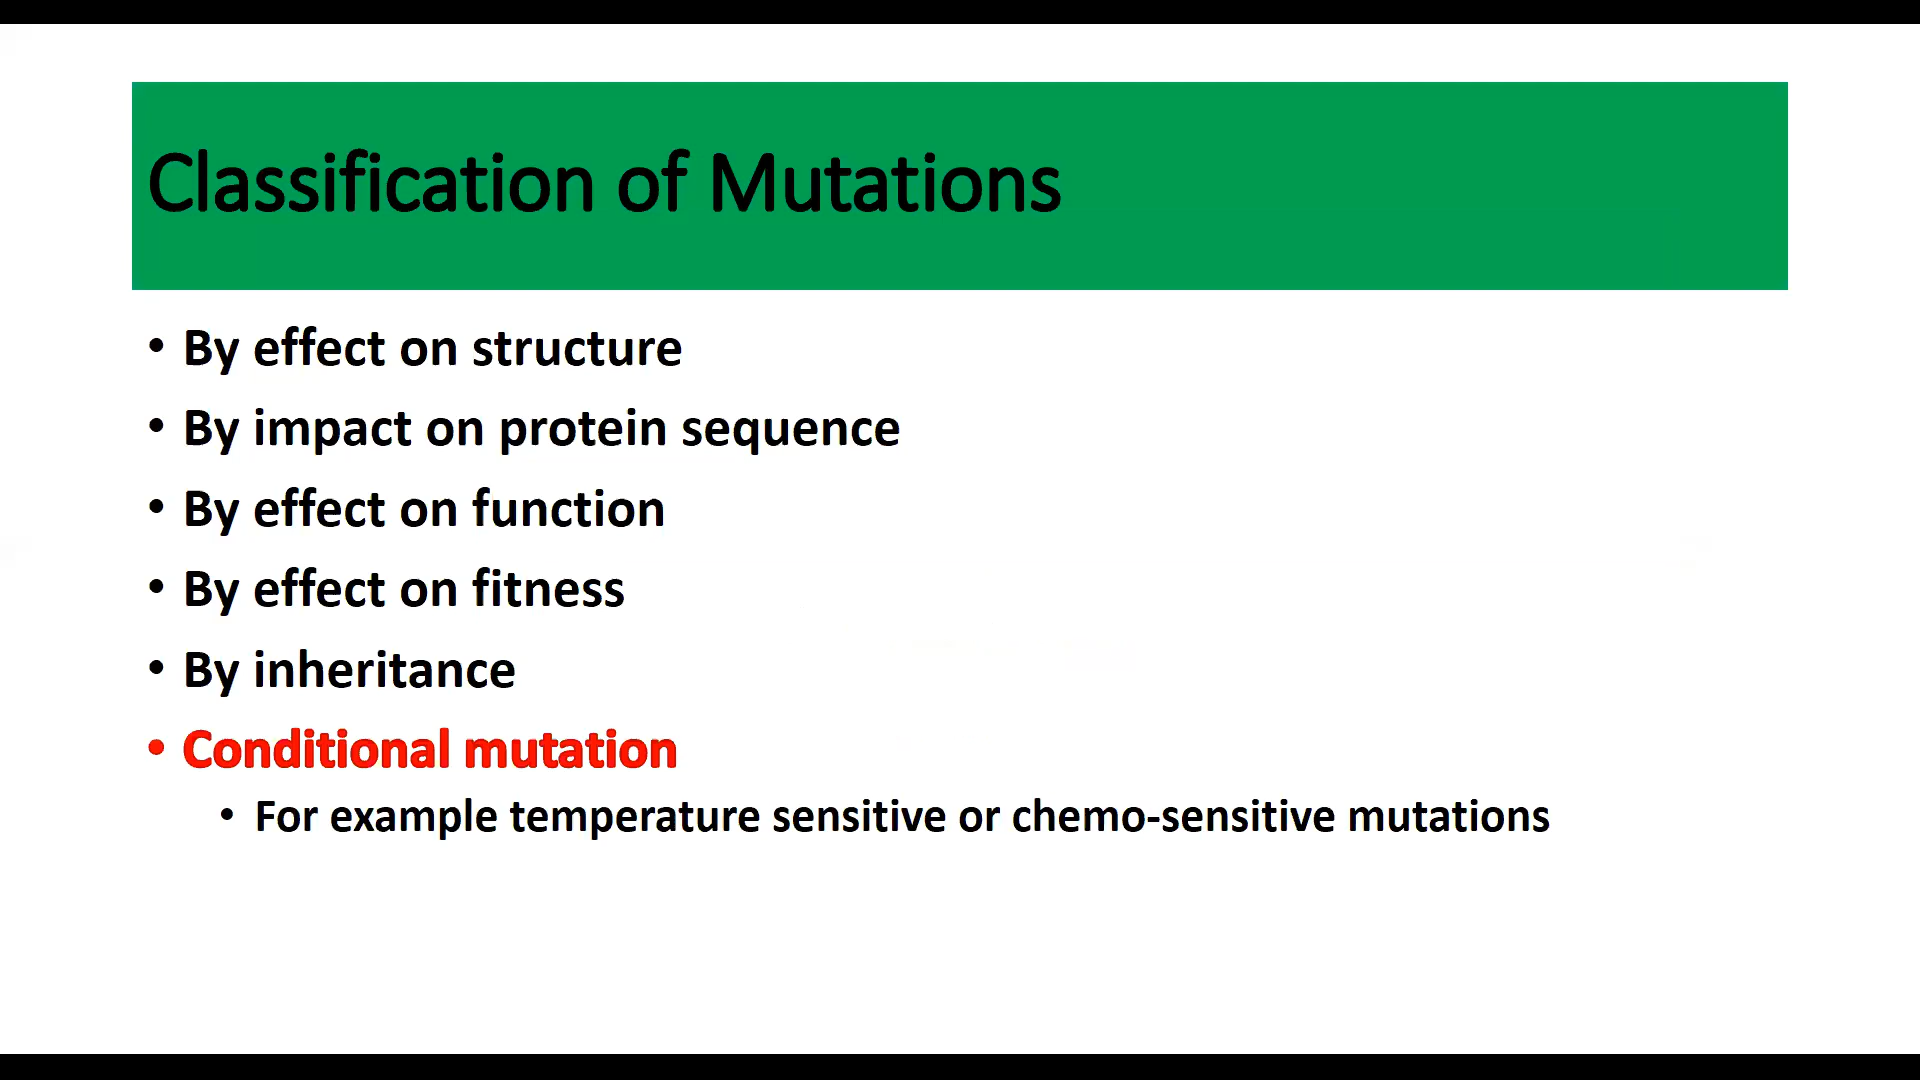 Classification of Mutations
• By effect on structure
• By impact on protein sequence
• By effect on function
• By effect on fitness
• By inheritance
• Conditional mutation
• For example temperature sensitive or chemo-sensitive mutations